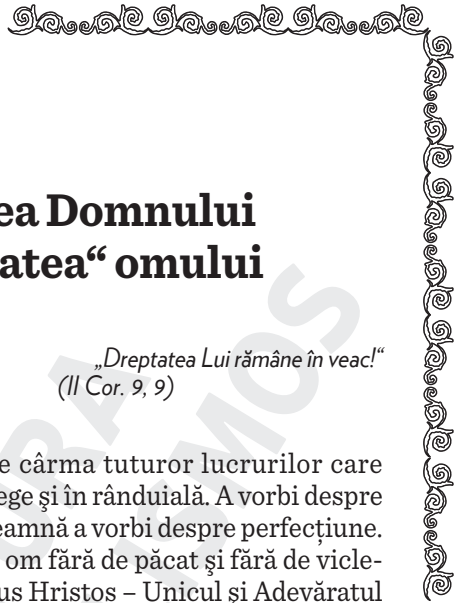 ea Domnului
atea“ omului
„Dreptatea Lui rămâne în veac!“
(II Cor. 9, 9)
e cârma tuturor lucrurilor care
ege şi în rânduială. A vorbi despre
eamnă a vorbi despre perfecţiune.
om fără de păcat şi fără de vicle-
us Hristos – Unicul şi Adevăratul
URA
ISMOS